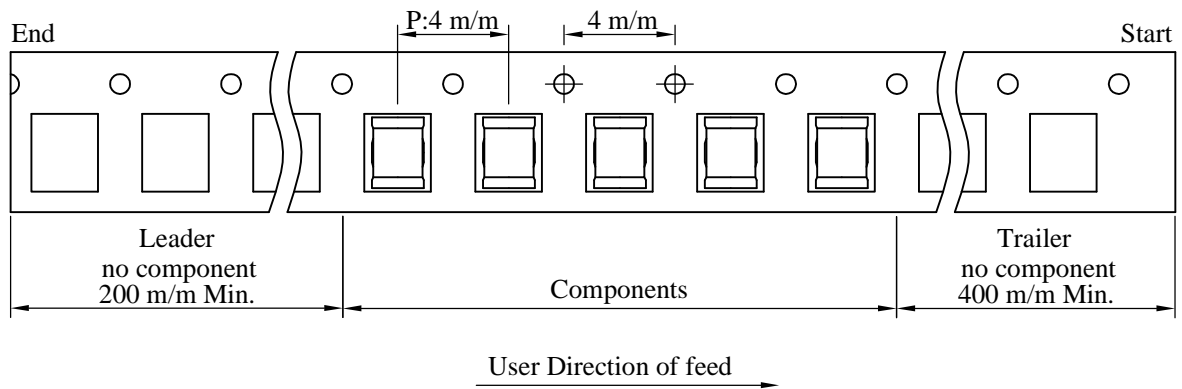 P:4 m/m
4 m/m
End
Start
Leader
no component
200 m/m Min.
Components
Trailer
no component
400 m/m Min.
User Direction of feed